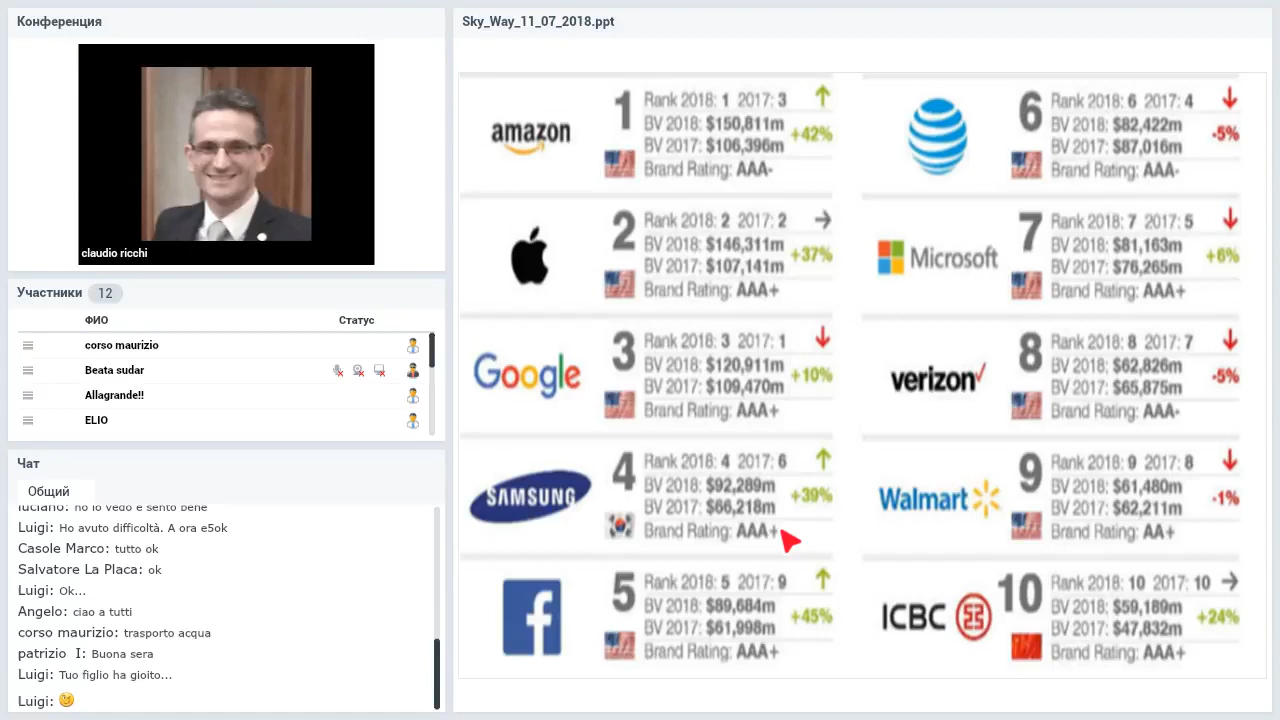 Конференция
claudio ricchi
Участники 12
ФИО Статус
corso maurizio
Beata sudar
Allagrande!!
ELIO
Чат
Общий
luciano: ho lo vedo e sento bene
Luigi: Ho avuto difficoltà. A ora e5ok
Casole Marco: tutto ok
Salvatore La Placa: ok
Luigi: Ok...
Angelo: ciao a tutti
corso maurizio: trasporto acqua
patrizio I: Buona sera
Luigi: Tuo figlio ha gioito...
Luigi:
Sky_Way_11_07_2018.ppt
amazon
1
Rank 2018: 1 2017: 3
BV 2018: $150,811m
BV 2017: $106,396m
+42%
Brand Rating: AAA-
2
Rank 2018: 2 2017: 2
BV 2018: $146,311m
BV 2017: $107,141m
+37%
Brand Rating: AAA+
Google
3
Rank 2018: 3 2017: 1
BV 2018: $120,911m
BV 2017: $109,470m
+10%
Brand Rating: AAA+
SAMSUNG
4
Rank 2018: 4 2017: 6
BV 2018: $92,289m
BV 2017: $66,218m
+39%
Brand Rating: AAA+
f
5
Rank 2018: 5 2017: 9
BV 2018: $89,684m
BV 2017: $61,998m
+45%
Brand Rating: AAA+
6
Rank 2018: 6 2017: 4
BV 2018: $82,422m
BV 2017: $87,016m
-5%
Brand Rating: AAA-
Microsoft
7
Rank 2018: 7 2017: 5
BV 2018: $81,163m
BV 2017: $76,265m
+6%
Brand Rating: AAA+
verizon
8
Rank 2018: 8 2017: 7
BV 2018: $62,826m
BV 2017: $65,875m
-5%
Brand Rating: AAA-
Walmart
9
Rank 2018: 9 2017: 8
BV 2018: $61,480m
BV 2017: $62,211m
-1%
Brand Rating: AA+
ICBC
10
Rank 2018: 10 2017: 10
BV 2018: $59,189m
BV 2017: $47,832m
+24%
Brand Rating: AAA+